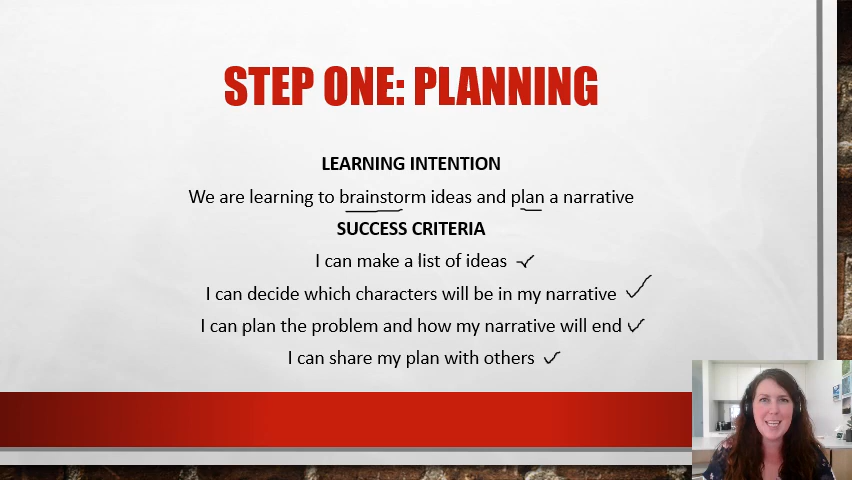 STEP ONE: PLANNING
LEARNING INTENTION
We are learning to brainstorm ideas and plan a narrative
SUCCESS CRITERIA
I can make a list of ideas
I can decide which characters will be in my narrative
I can plan the problem and how my narrative will end
I can share my plan with others